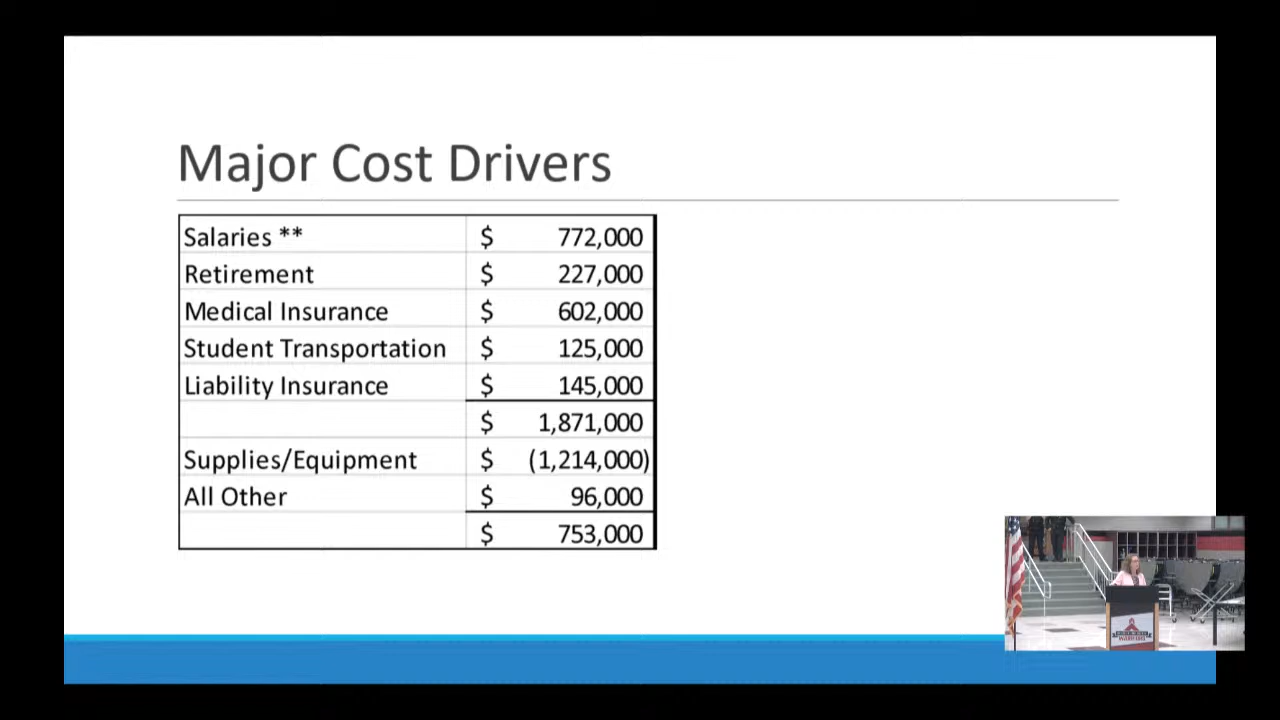 Major Cost Drivers
Salaries ** $ 772,000
Retirement $ 227,000
Medical Insurance $ 602,000
Student Transportation $ 125,000
Liability Insurance $ 145,000
$ 1,871,000
Supplies/Equipment $ (1,214,000)
All Other $ 96,000
$ 753,000